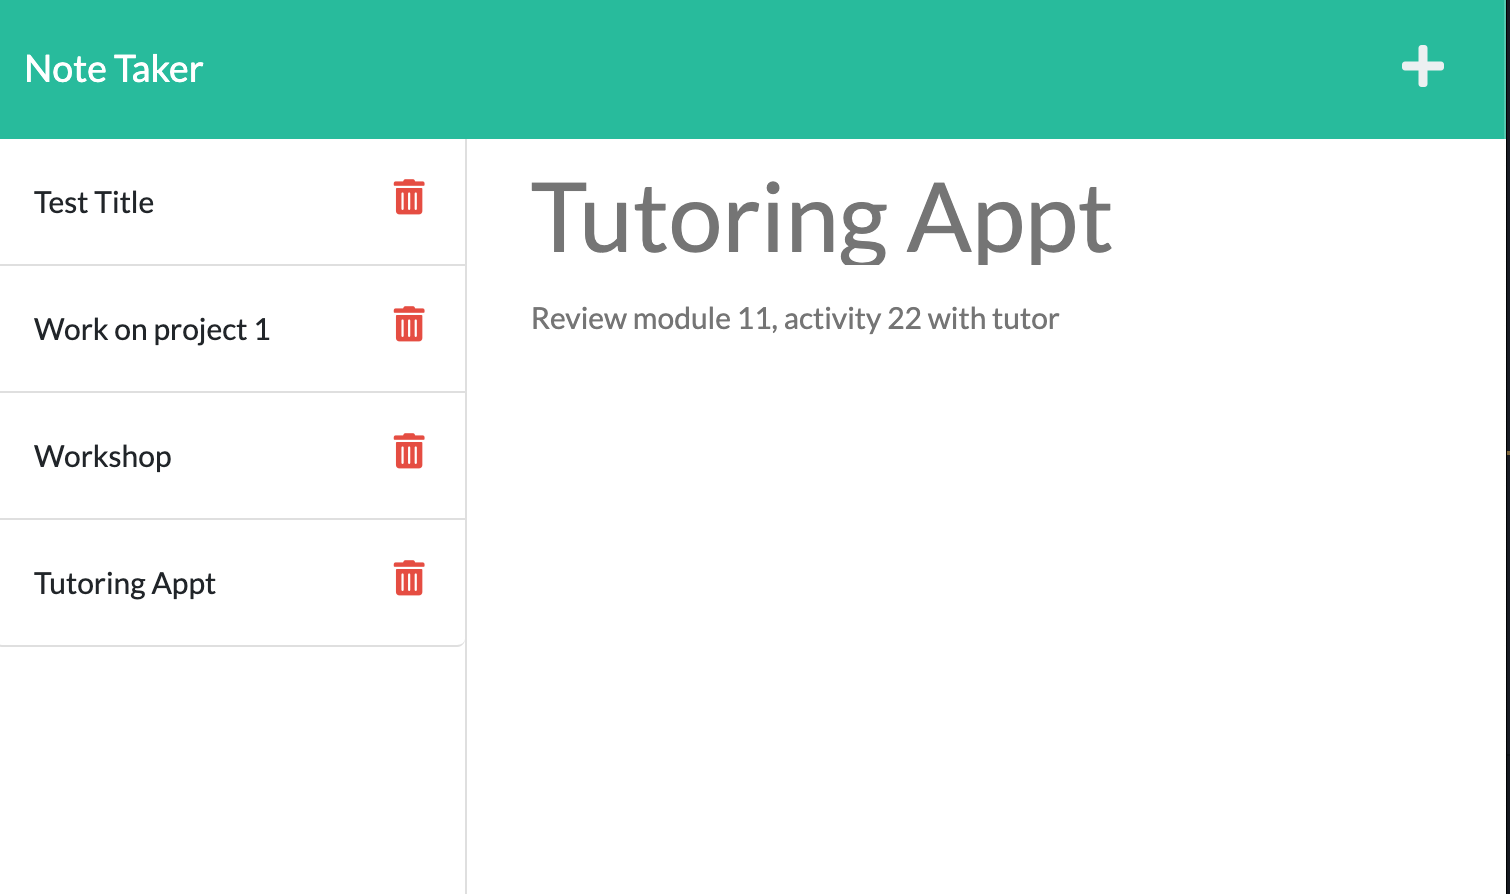 Note Taker
Test Title
Work on project 1
Workshop
Tutoring Appt
Tutoring Appt
Review module 11, activity 22 with tutor